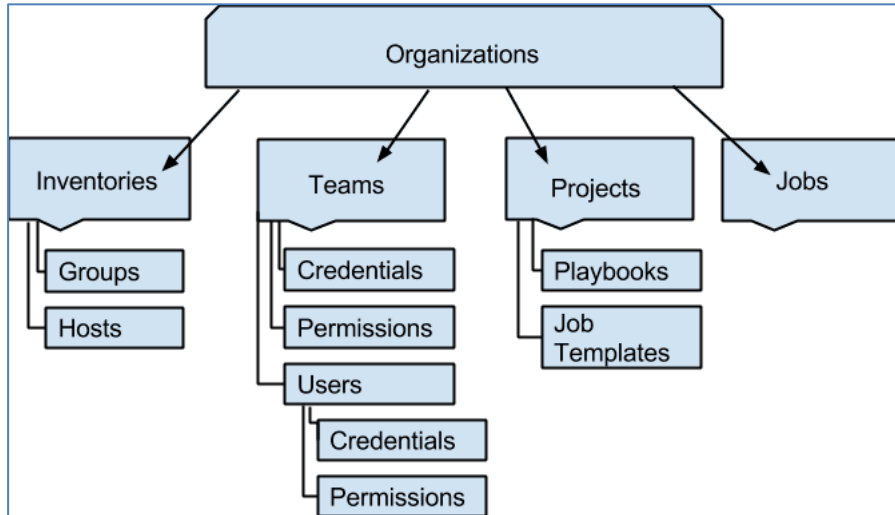 Organizations
Inventories
Teams
Projects
Jobs
Groups
Hosts
Credentials
Permissions
Users
Credentials
Permissions
Playbooks
Job
Templates